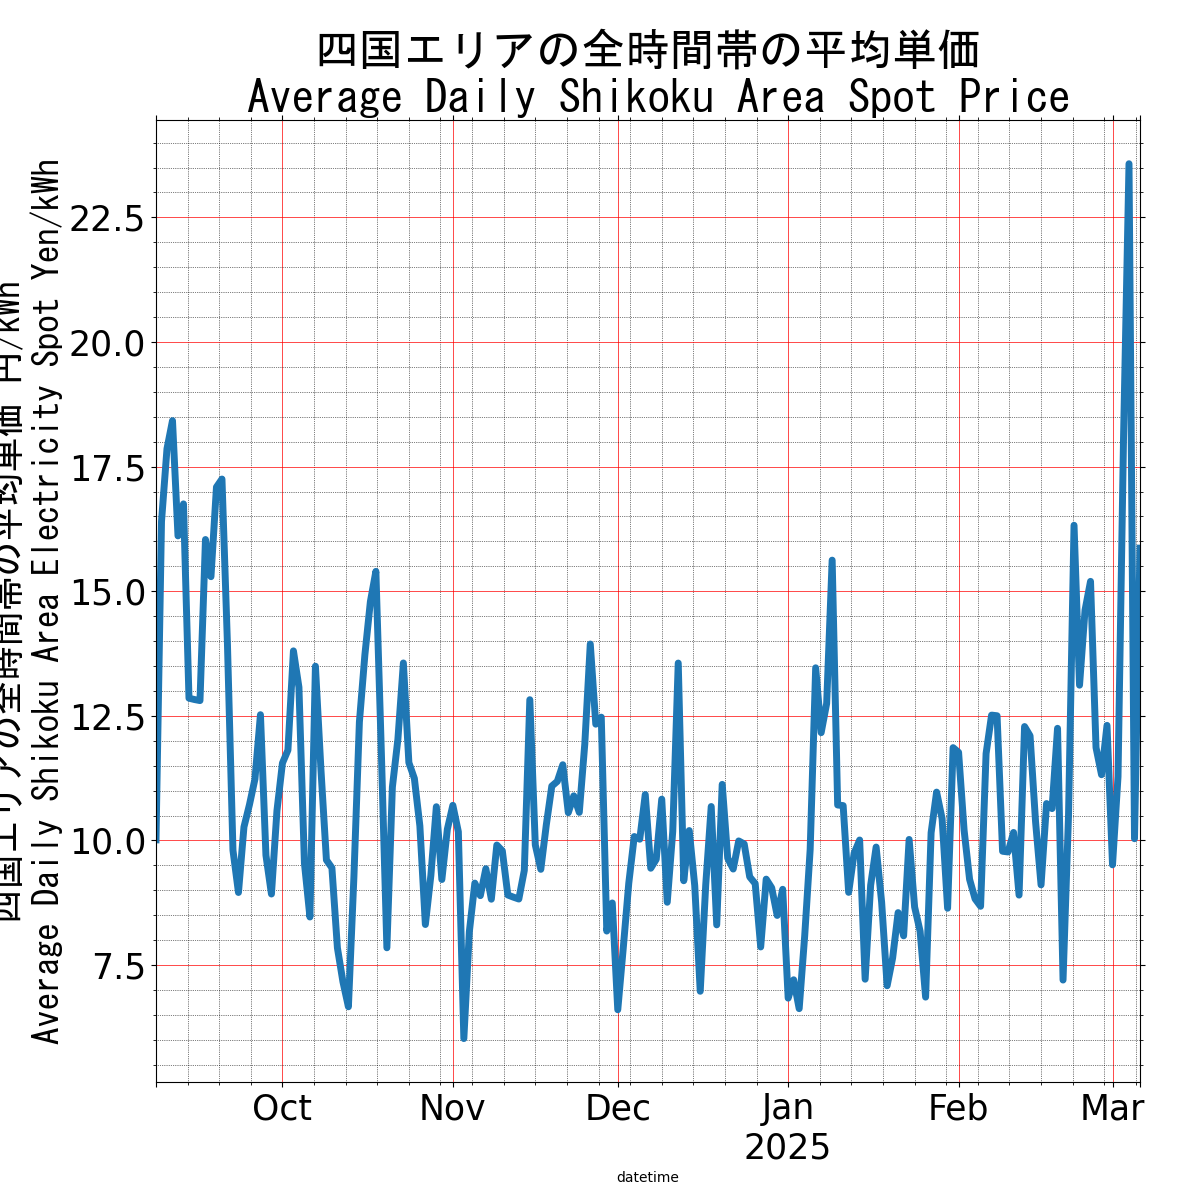 四国エリアの全時間帯の平均単価
Average Daily Shikoku Area Spot Price
四国エリアの全時間帯の平均単価 円/kWh
Average Daily Shikoku Area Electricity Spot Yen/kWh
22.5
20.0
17.5
15.0
12.5
10.0
7.5
Oct Nov Dec Jan Feb Mar
2025
datetime